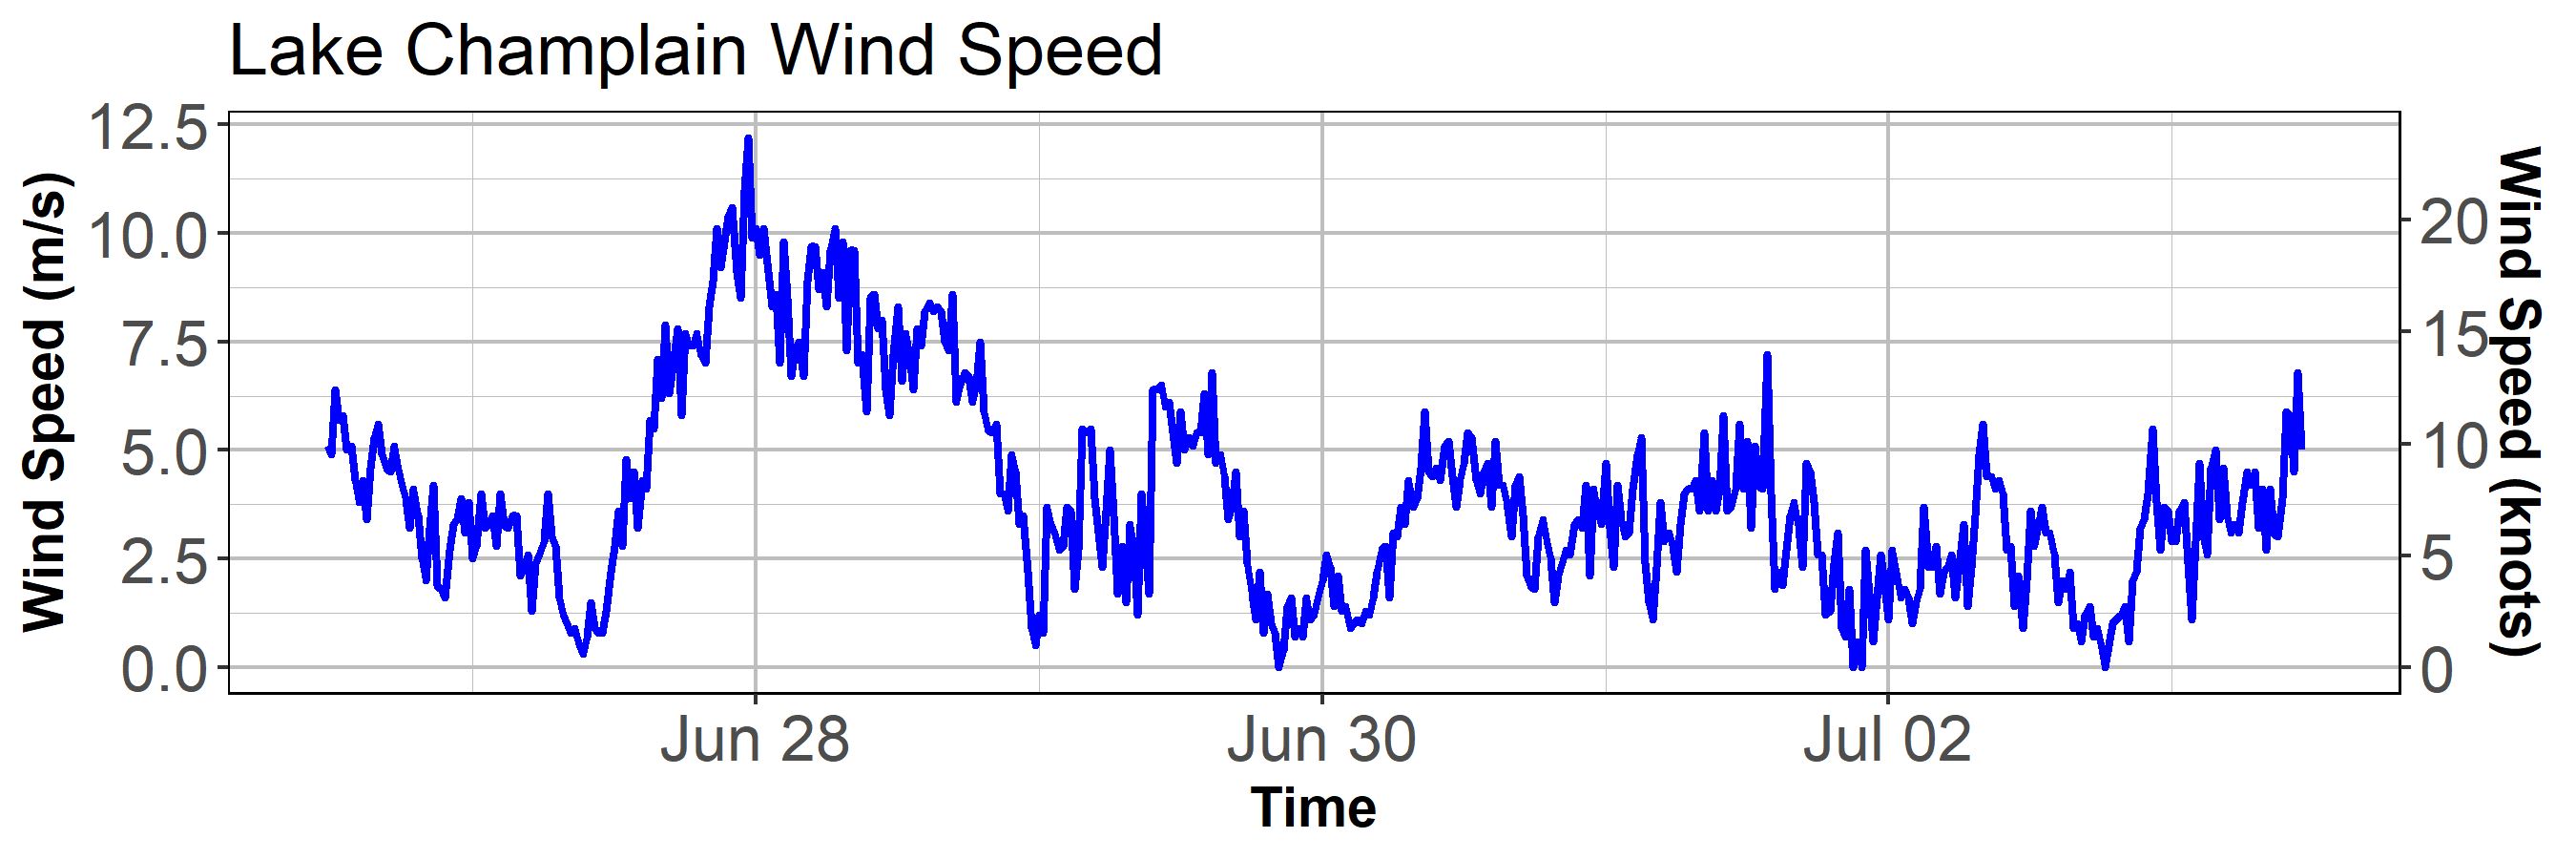 Lake Champlain Wind Speed
Wind Speed (m/s)
12.5
10.0
7.5
5.0
2.5
0.0
20
15
10
5
0
Wind Speed (knots)
Jun 28
Jun 30
Jul 02
Time